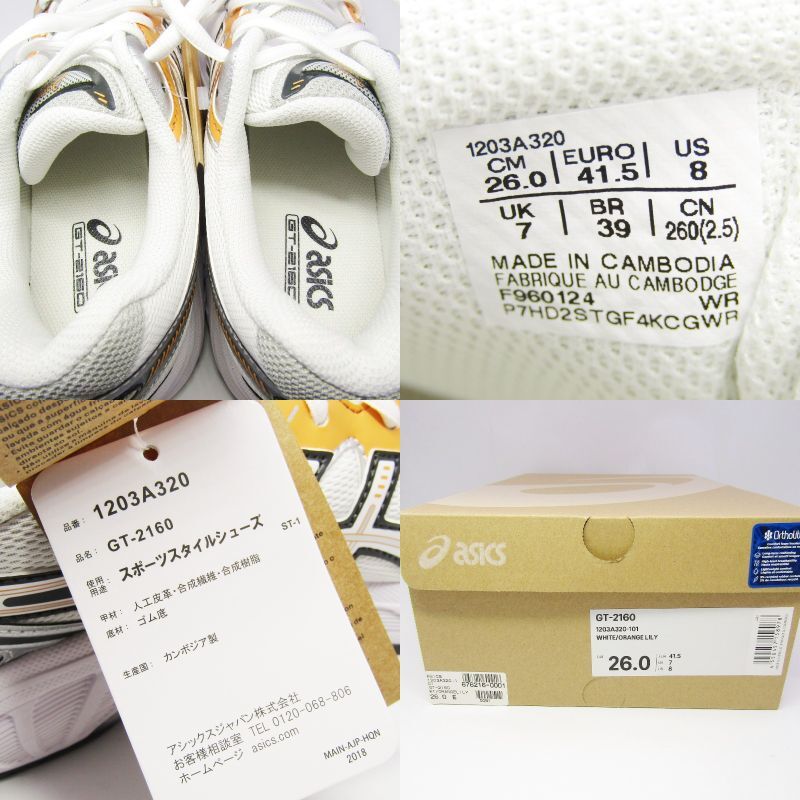 asics
GT-2160
asics
GT-2160
1203A320
CM EURO US
26.0 41.5 8
UK BR CN
7 39 260(2.5)
MADE IN CAMBODIA
FABRIQUE AU CAMBODGE
F960124 WR
P7HD2STGF4KCGWR
品番: 1203A320
品名: GT-2160
使用用途: スポーツスタイルシューズ ST-1
甲材: 人工皮革・合成繊維・合成樹脂
底材: ゴム底
生産国: カンボジア製
アシックスジャパン株式会社
お客様相談室 TEL 0120-068-806
ホームページ asics.com
MAIN-AJP-HQN
2018
asics
OrthoLite
GT-2160
1203A320-101
WHITE/ORANGE LILY
26.0
41.5
7
8
676216-0001
GT-2160
26.0 E